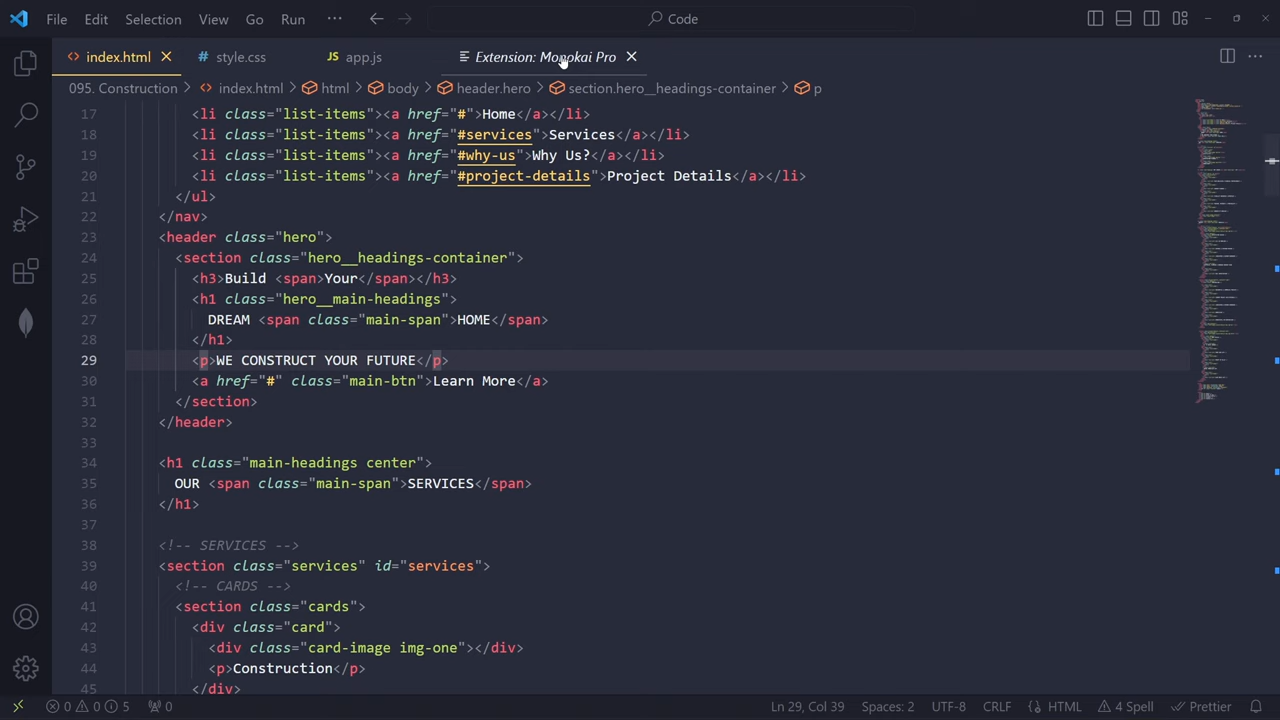 File Edit Selection View Go Run ··· Code
index.html style.css JS app.js Extension: Monokai Pro
095. Construction > index.html > html > body > header.hero > section.hero__headings-container > p
17 <li class="list-items"><a href="#">Home</a></li>
18 <li class="list-items"><a href="#services">Services</a></li>
19 <li class="list-items"><a href="#why-us">Why Us?</a></li>
20 <li class="list-items"><a href="#project-details">Project Details</a></li>
21 </ul>
22 </nav>
23 <header class="hero">
24 <section class="hero__headings-container">
25 <h3>Build <span>Your</span></h3>
26 <h1 class="hero__main-headings">
27 DREAM <span class="main-span">HOME</span>
28 </h1>
29 <p>WE CONSTRUCT YOUR FUTURE</p>
30 <a href="#" class="main-btn">Learn More</a>
31 </section>
32 </header>
33
34 <h1 class="main-headings center">
35 OUR <span class="main-span">SERVICES</span>
36 </h1>
37
38 <!-- SERVICES -->
39 <section class="services" id="services">
40 <!-- CARDS -->
41 <section class="cards">
42 <div class="card">
43 <div class="card-image img-one"></div>
44 <p>Construction</p>
45 </div>
0 0 5 0 Ln 29, Col 39 Spaces: 2 UTF-8 CRLF {} HTML 4 Spell Prettier